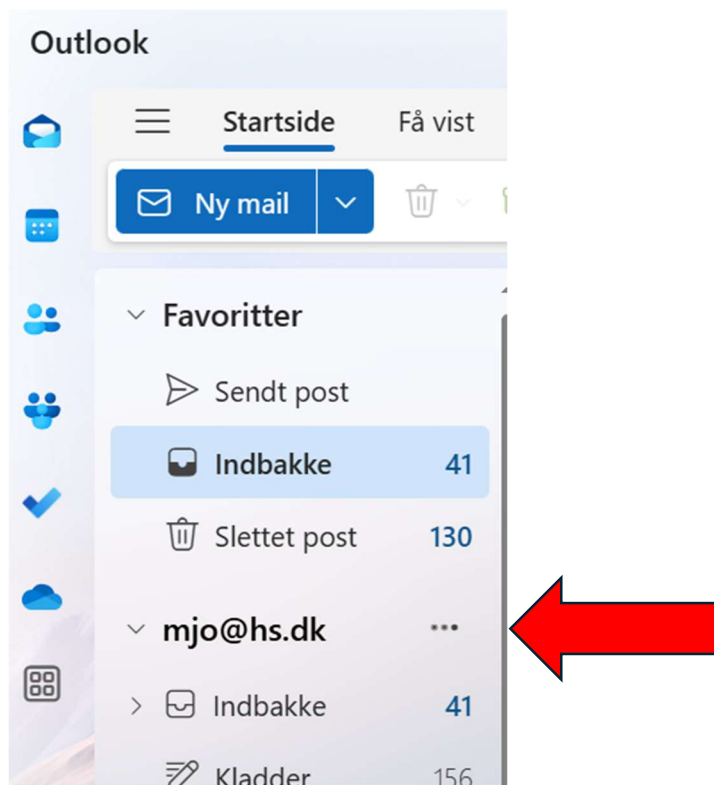 Outlook
Startside Få vist
Ny mail
Favoritter
Sendt post
Indbakke 41
Slettet post 130
mjo@hs.dk ...
Indbakke 41
Kladder 156